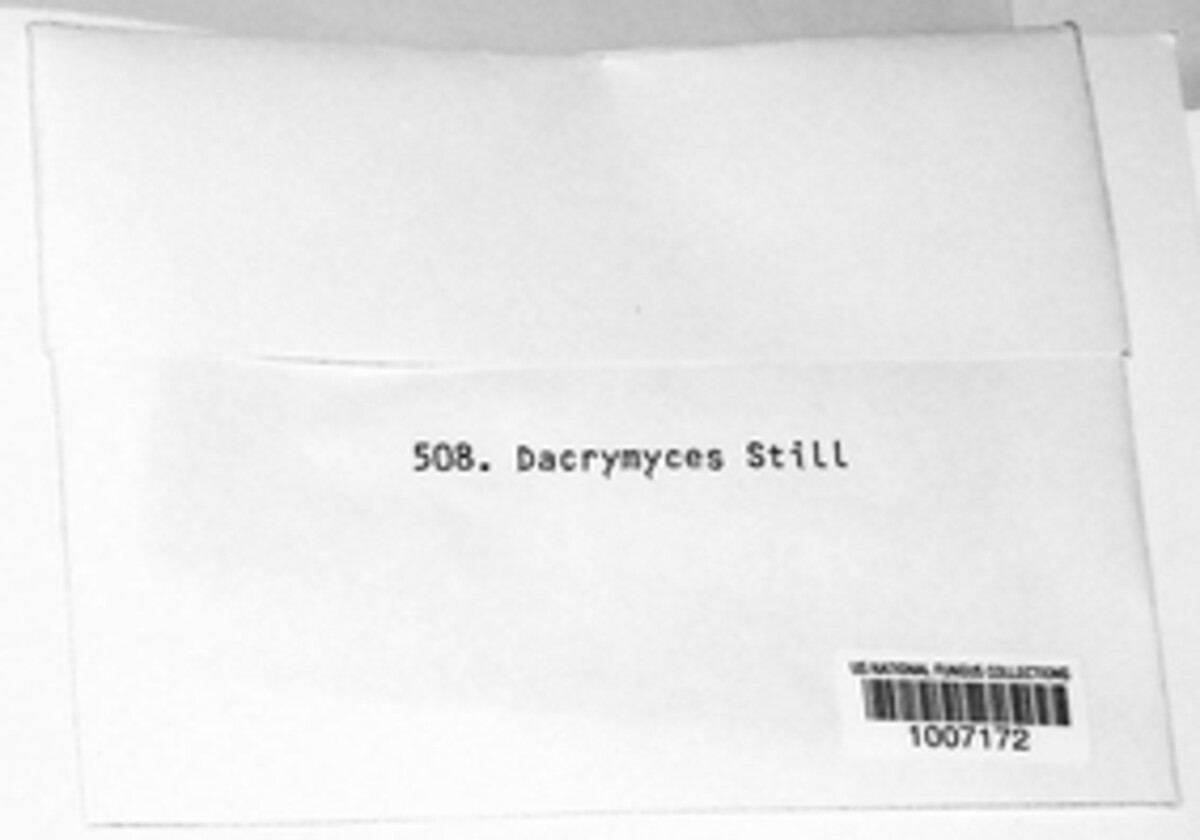 508. Dacrymyces Still
US NATIONAL FUNGUS COLLECTIONS
1007172